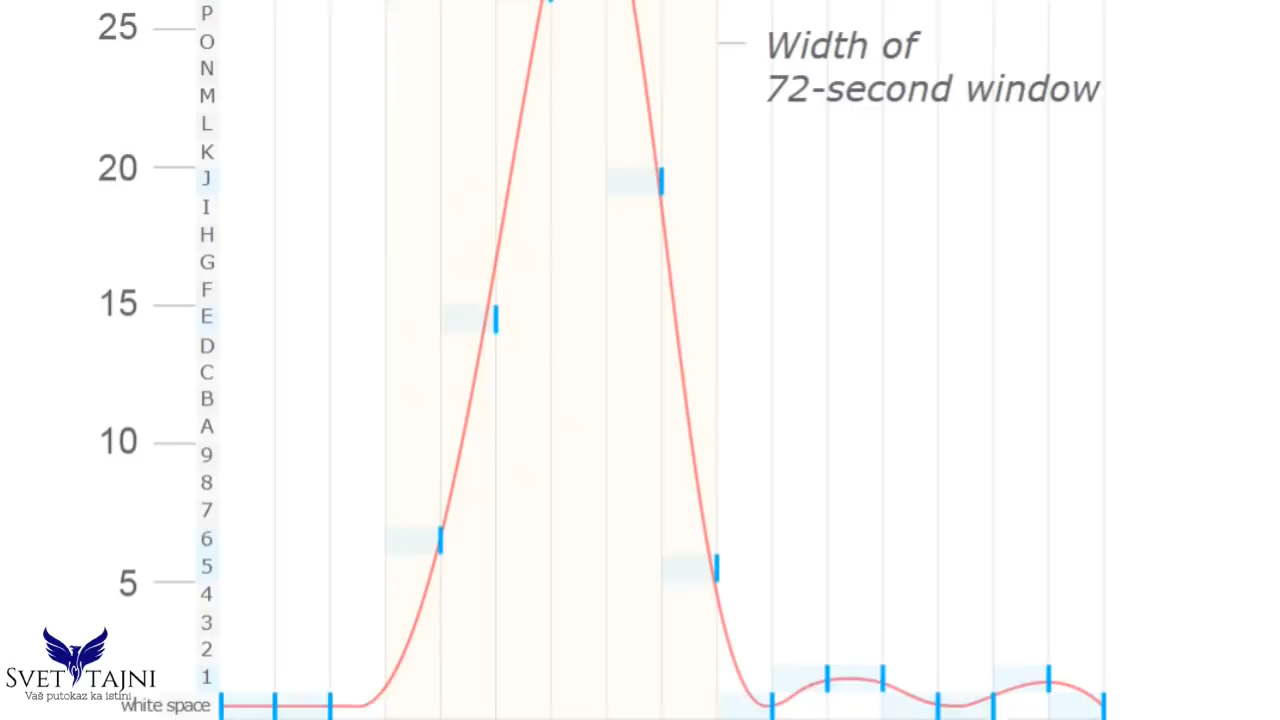 P
25
O
N
M
L
K
20
J
I
H
G
F
15
E
D
C
B
A
10
9
8
7
6
5
5
4
3
2
1
white space
Width of
72-second window
SVET TAJNI
Vaš putokaz ka istini